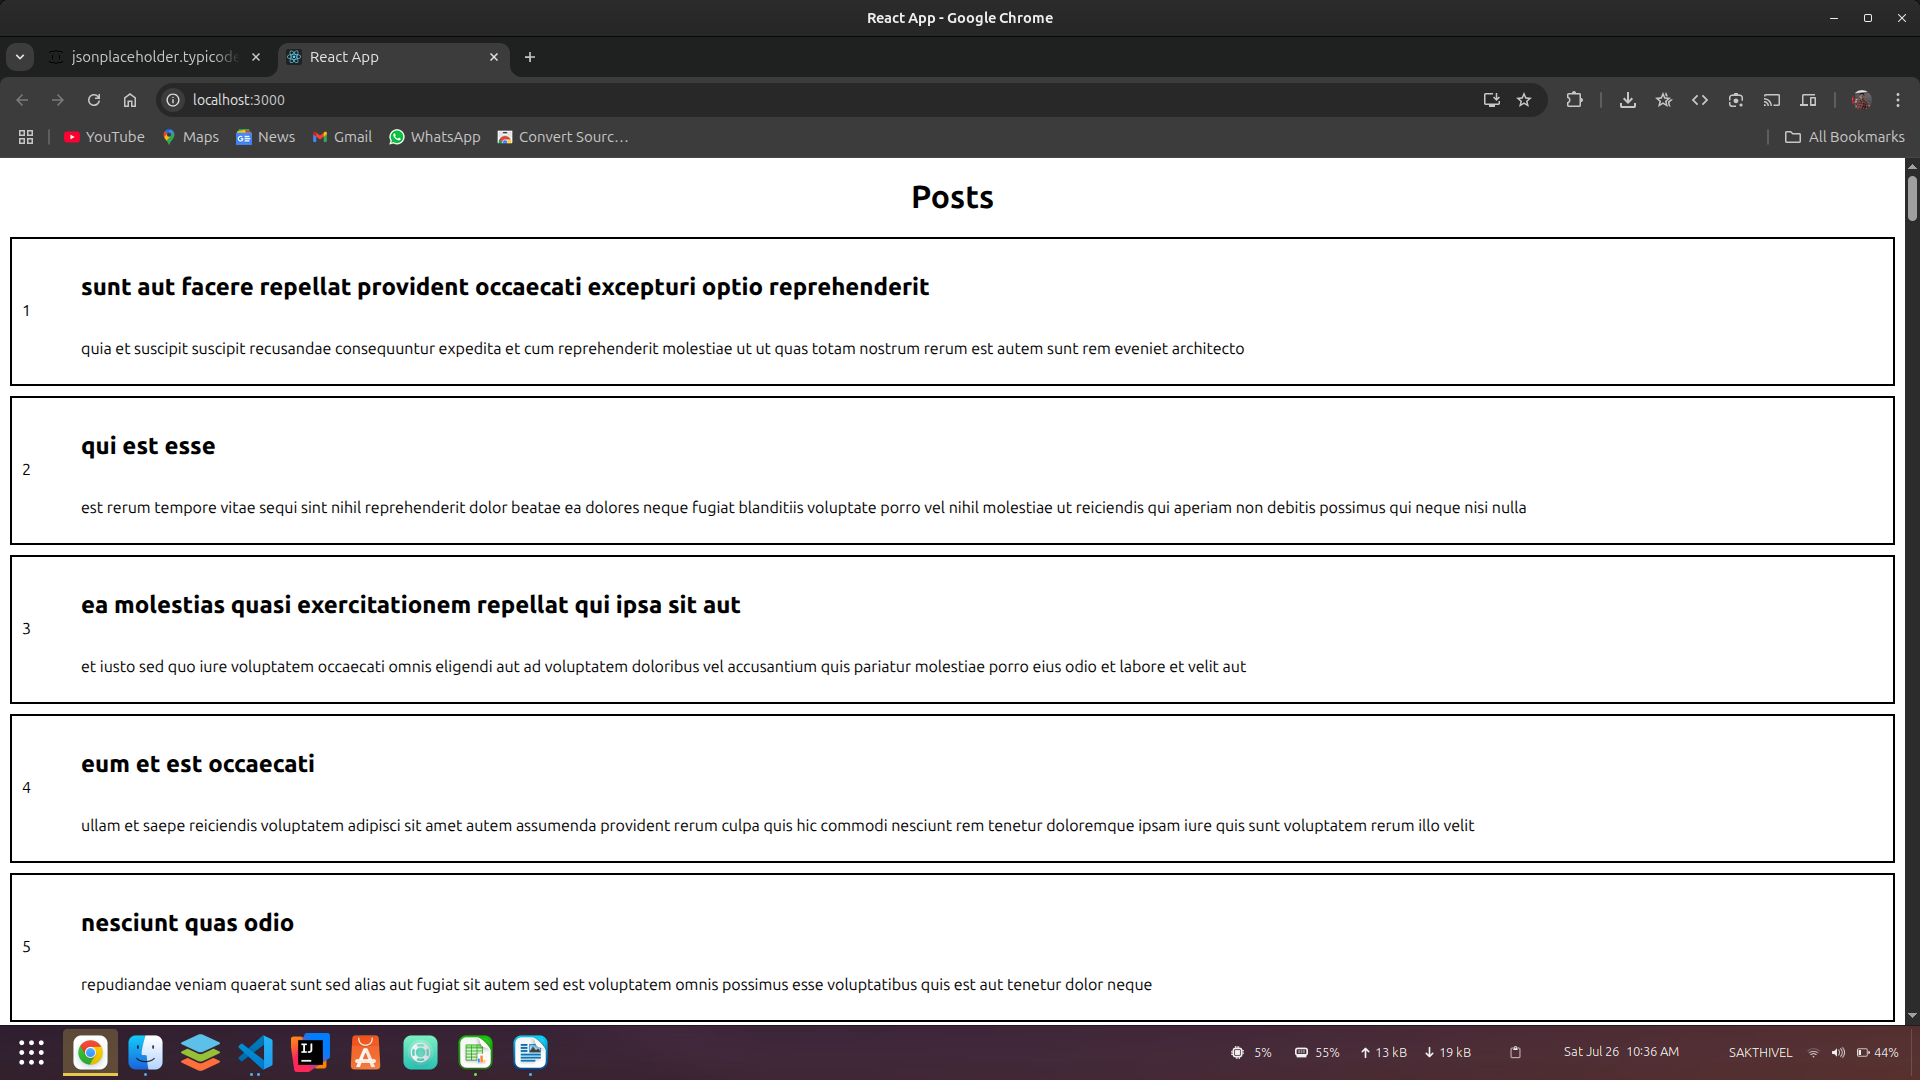 React App - Google Chrome
jsonplaceholder.typicode
React App
localhost:3000
YouTube
Maps
News
Gmail
WhatsApp
Convert Sourc...
All Bookmarks
Posts
1
sunt aut facere repellat provident occaecati excepturi optio reprehenderit
quia et suscipit suscipit recusandae consequuntur expedita et cum reprehenderit molestiae ut ut quas totam nostrum rerum est autem sunt rem eveniet architecto
2
qui est esse
est rerum tempore vitae sequi sint nihil reprehenderit dolor beatae ea dolores neque fugiat blanditiis voluptate porro vel nihil molestiae ut reiciendis qui aperiam non debitis possimus qui neque nisi nulla
3
ea molestias quasi exercitationem repellat qui ipsa sit aut
et iusto sed quo iure voluptatem occaecati omnis eligendi aut ad voluptatem doloribus vel accusantium quis pariatur molestiae porro eius odio et labore et velit aut
4
eum et est occaecati
ullam et saepe reiciendis voluptatem adipisci sit amet autem assumenda provident rerum culpa quis hic commodi nesciunt rem tenetur doloremque ipsam iure quis sunt voluptatem rerum illo velit
5
nesciunt quas odio
repudiandae veniam quaerat sunt sed alias aut fugiat sit autem sed est voluptatem omnis possimus esse voluptatibus quis est aut tenetur dolor neque
5%
55%
13 kB
19 kB
Sat Jul 26 10:36 AM
SAKTHIVEL
44%